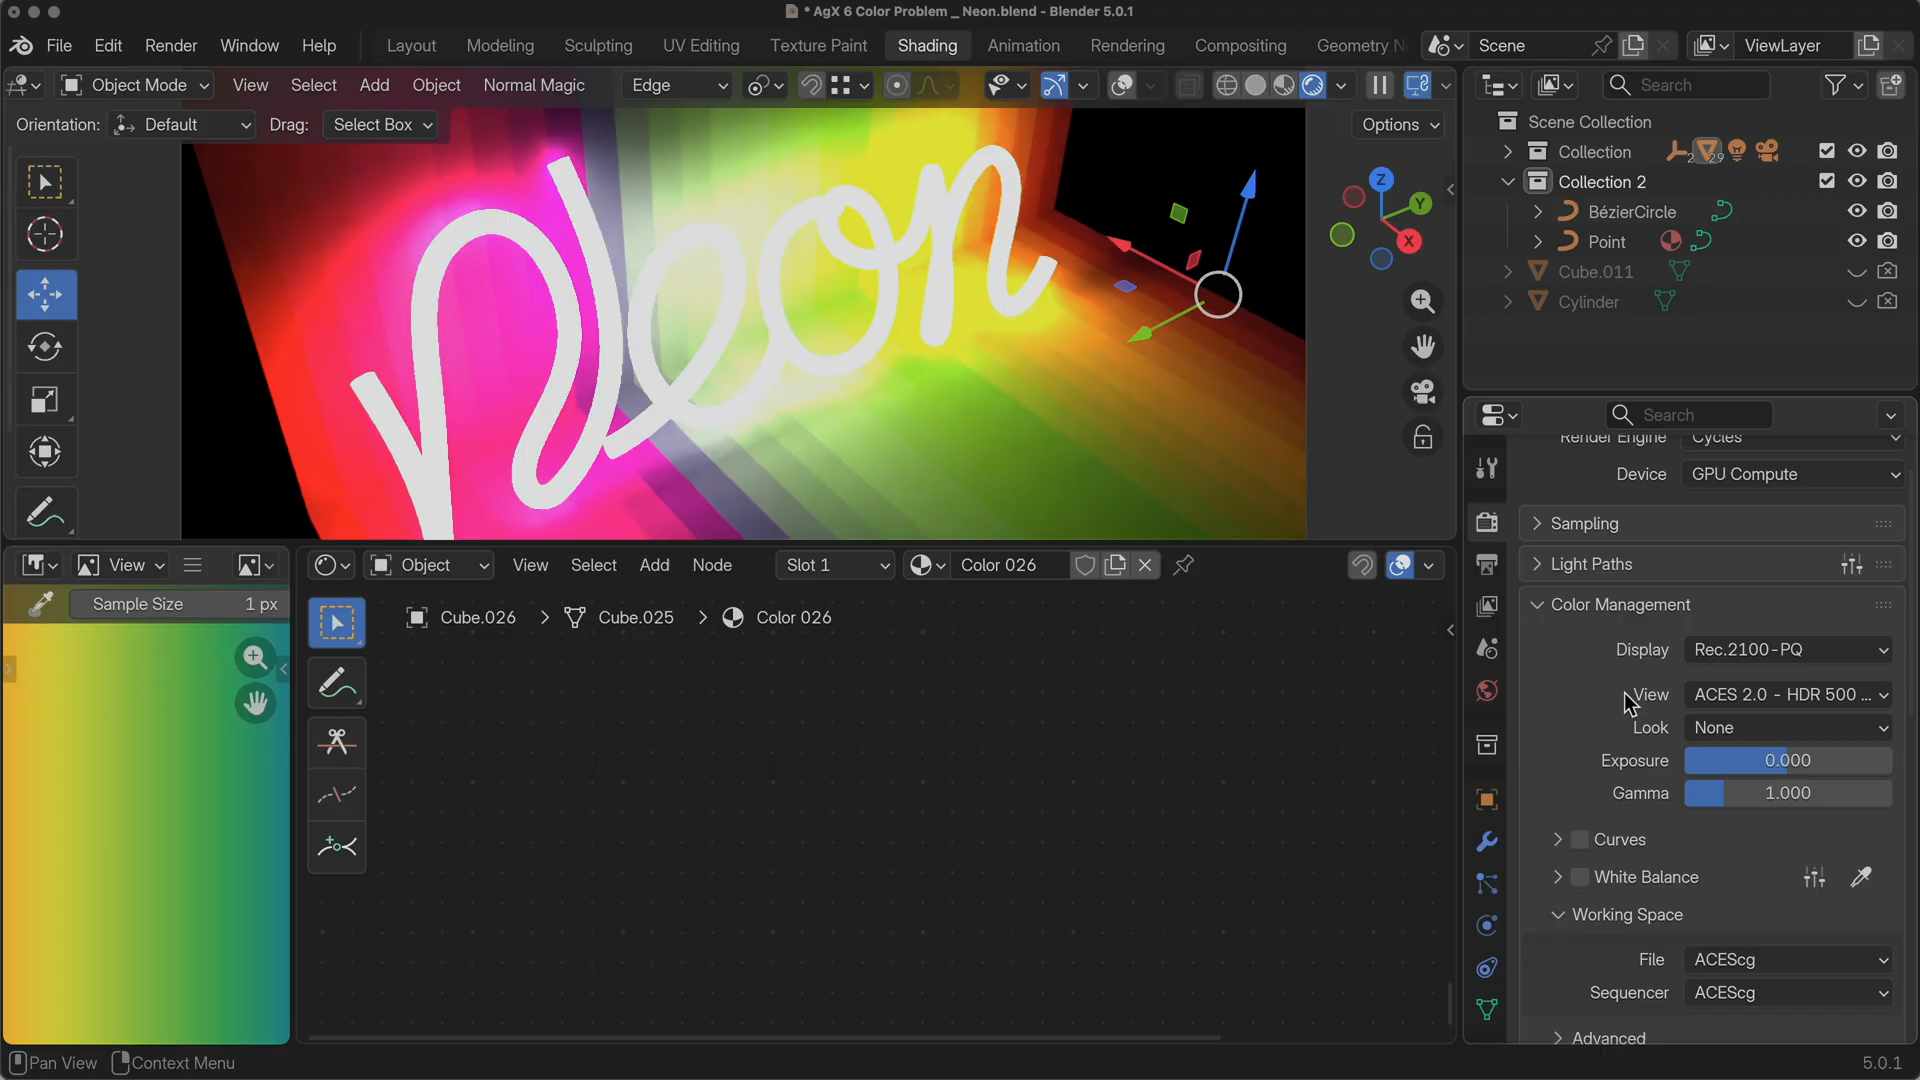 * AgX 6 Color Problem _ Neon.blend - Blender 5.0.1
File Edit Render Window Help Layout Modeling Sculpting UV Editing Texture Paint Shading Animation Rendering Compositing Geometry N Scene ViewLayer
Object Mode View Select Add Object Normal Magic Edge
Orientation: Default Drag: Select Box Options
Neon
Z
Y
X
Search
Scene Collection
Collection 2 29
Collection 2
BézierCircle
Point
Cube.011
Cylinder
Search
Render Engine Cycles
Device GPU Compute
Sampling
Light Paths
Color Management
Display Rec.2100-PQ
View ACES 2.0 - HDR 500 ...
Look None
Exposure 0.000
Gamma 1.000
Curves
White Balance
Working Space
File ACEScg
Sequencer ACEScg
Advanced
View
Sample Size 1 px
Object View Select Add Node Slot 1 Color 026
Cube.026 Cube.025 Color 026
Pan View Context Menu
5.0.1